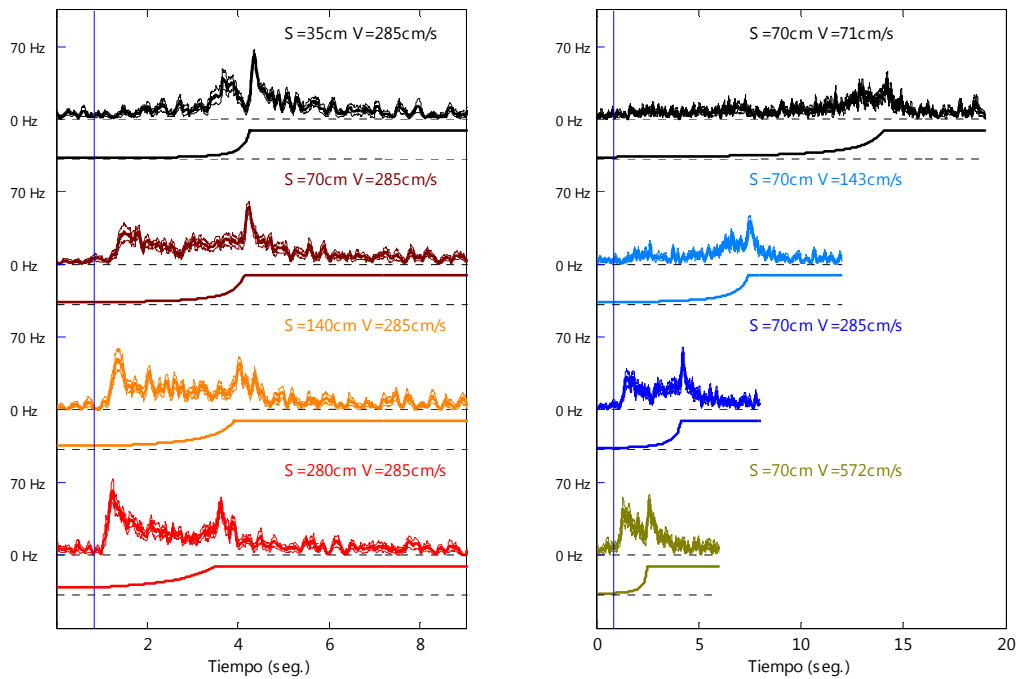 S =35cm V=285cm/s
70 Hz
0 Hz
S =70cm V=285cm/s
70 Hz
0 Hz
S =140cm V=285cm/s
70 Hz
0 Hz
S =280cm V=285cm/s
70 Hz
0 Hz
2 4 6 8
Tiempo (seg.)
S =70cm V=71cm/s
70 Hz
0 Hz
S =70cm V=143cm/s
70 Hz
0 Hz
S =70cm V=285cm/s
70 Hz
0 Hz
S =70cm V=572cm/s
70 Hz
0 Hz
0 5 10 15 20
Tiempo (seg.)